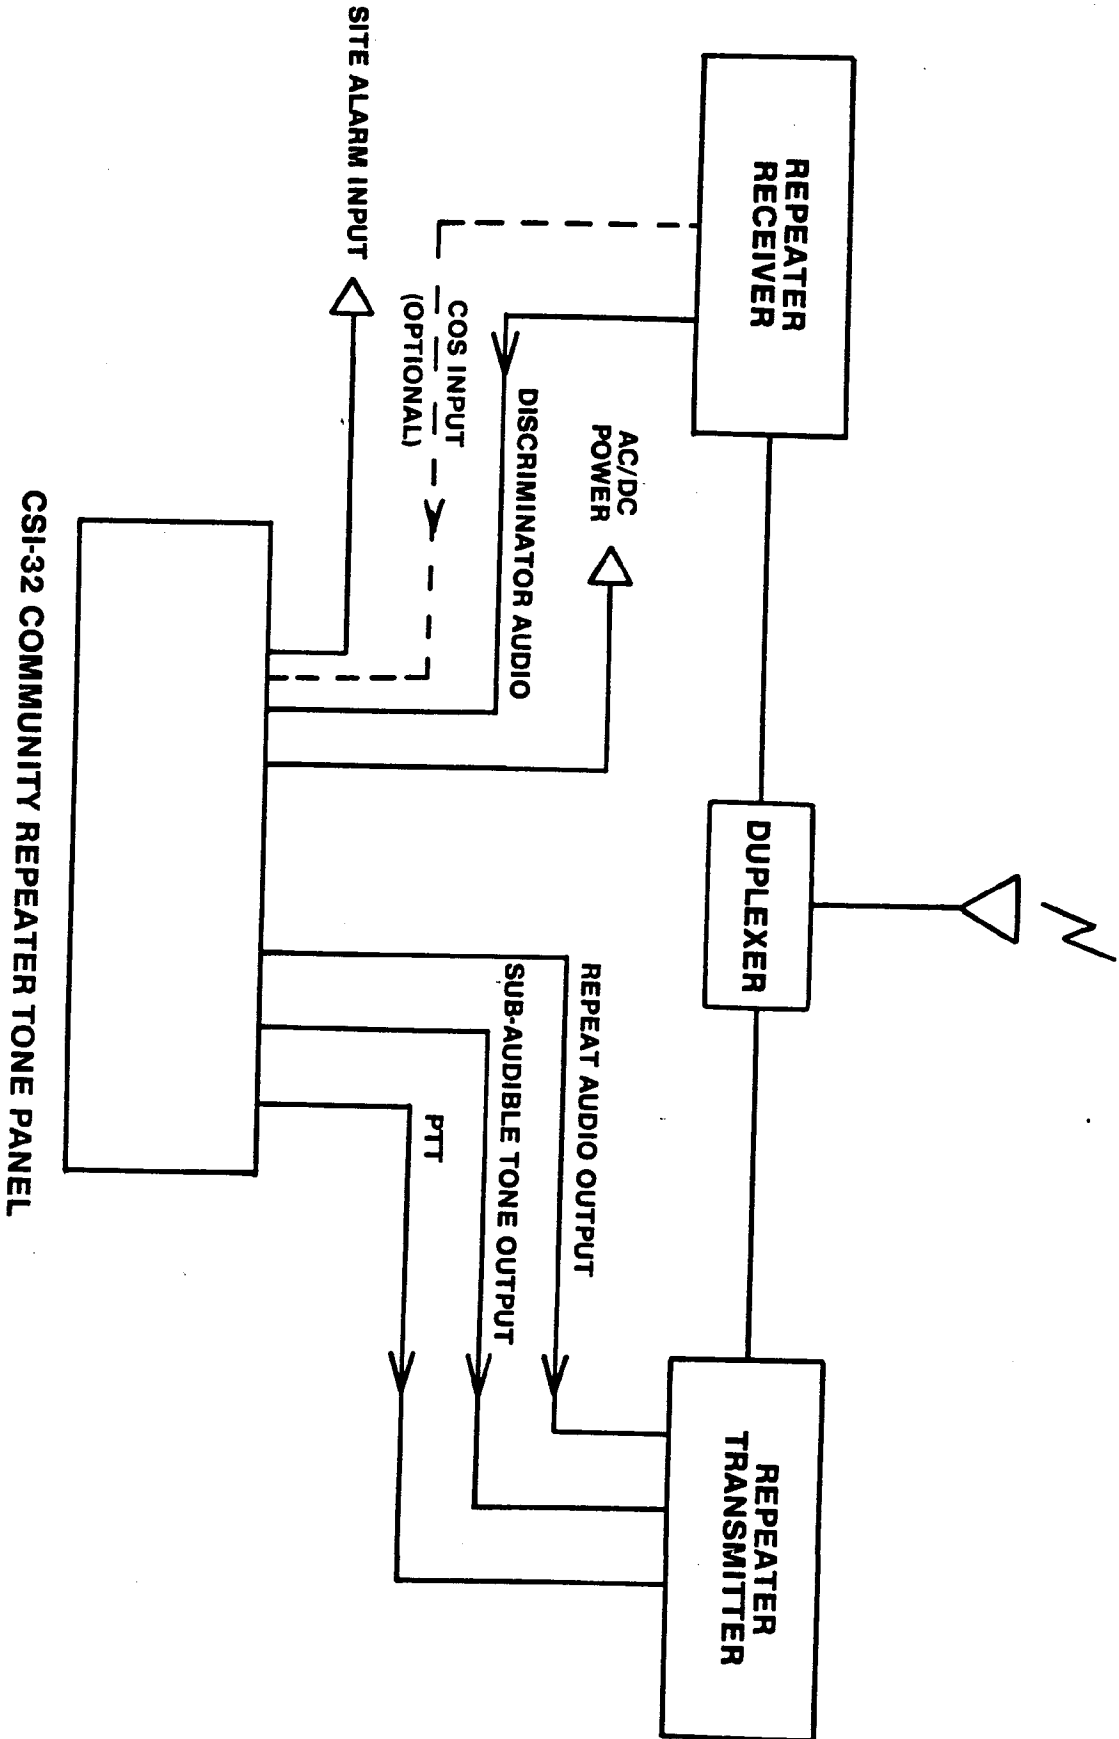 REPEATER
RECEIVER
DUPLEXER
REPEATER
TRANSMITTER
AC/DC
POWER
DISCRIMINATOR AUDIO
COS INPUT
(OPTIONAL)
SITE ALARM INPUT
REPEAT AUDIO OUTPUT
SUB-AUDIBLE TONE OUTPUT
PTT
CSI-32 COMMUNITY REPEATER TONE PANEL